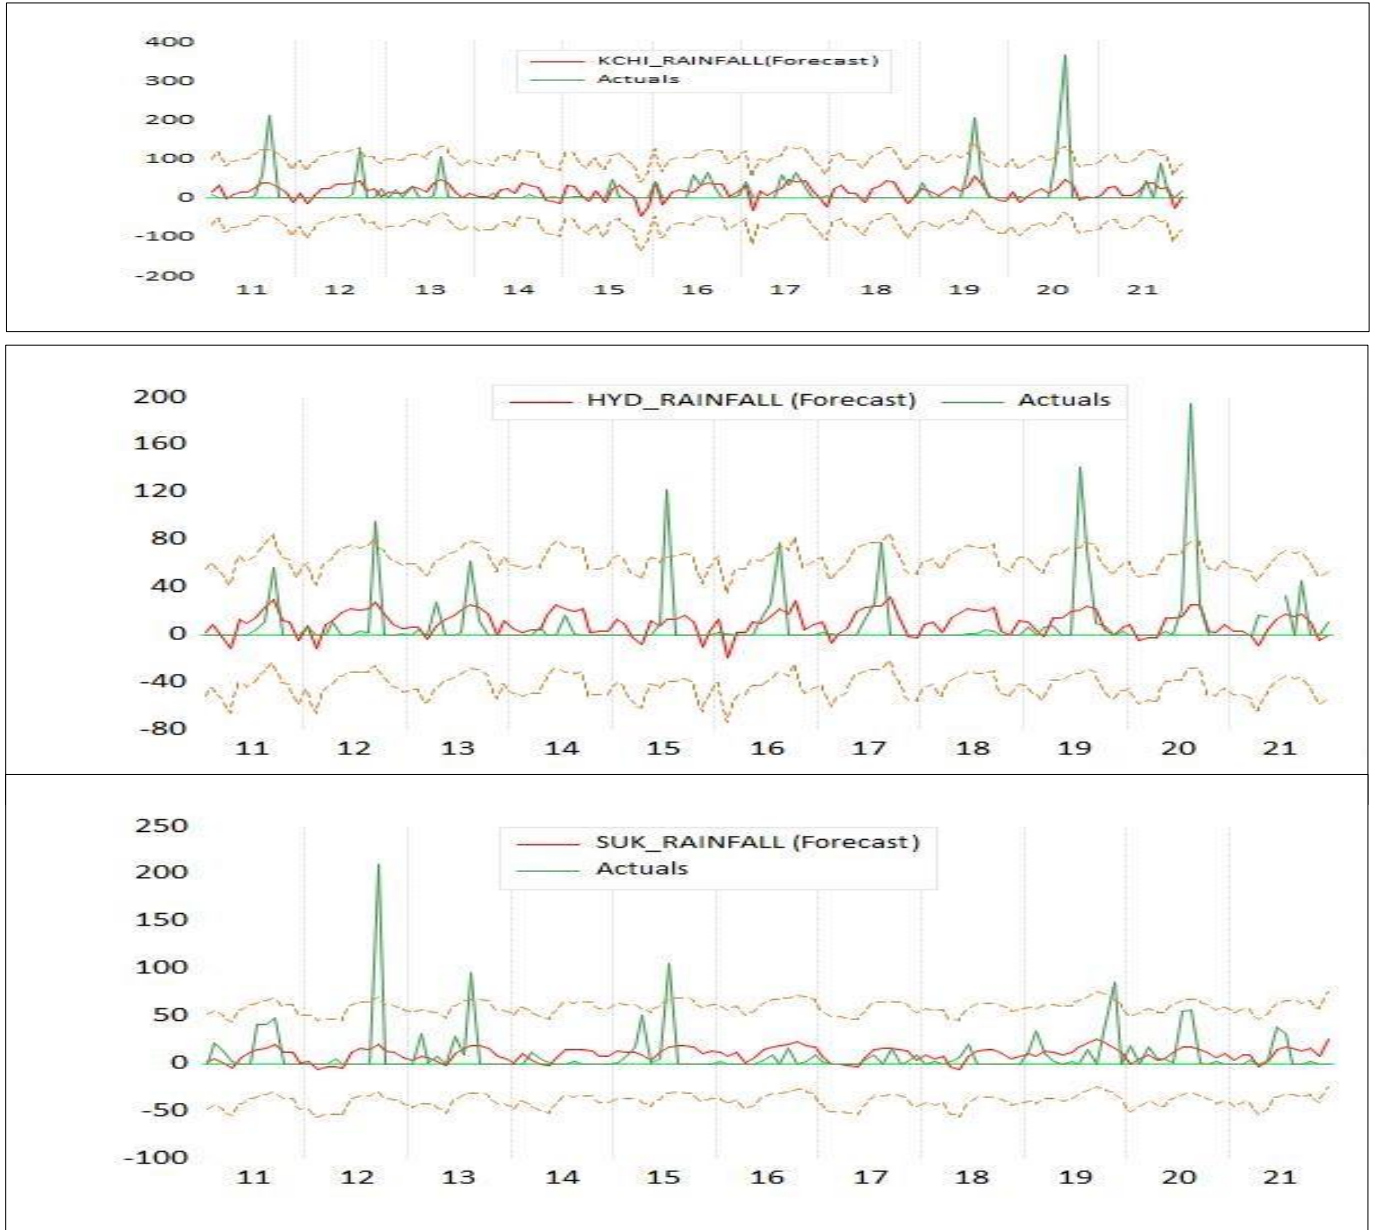 400
KCHI_RAINFALL(Forecast)
Actuals
300
200
100
0
-100
-200
11 12 13 14 15 16 17 18 19 20 21
200
HYD_RAINFALL (Forecast) Actuals
160
120
80
40
0
-40
-80
11 12 13 14 15 16 17 18 19 20 21
250
SUK_RAINFALL (Forecast)
200
Actuals
150
100
50
0
-50
-100
11 12 13 14 15 16 17 18 19 20 21